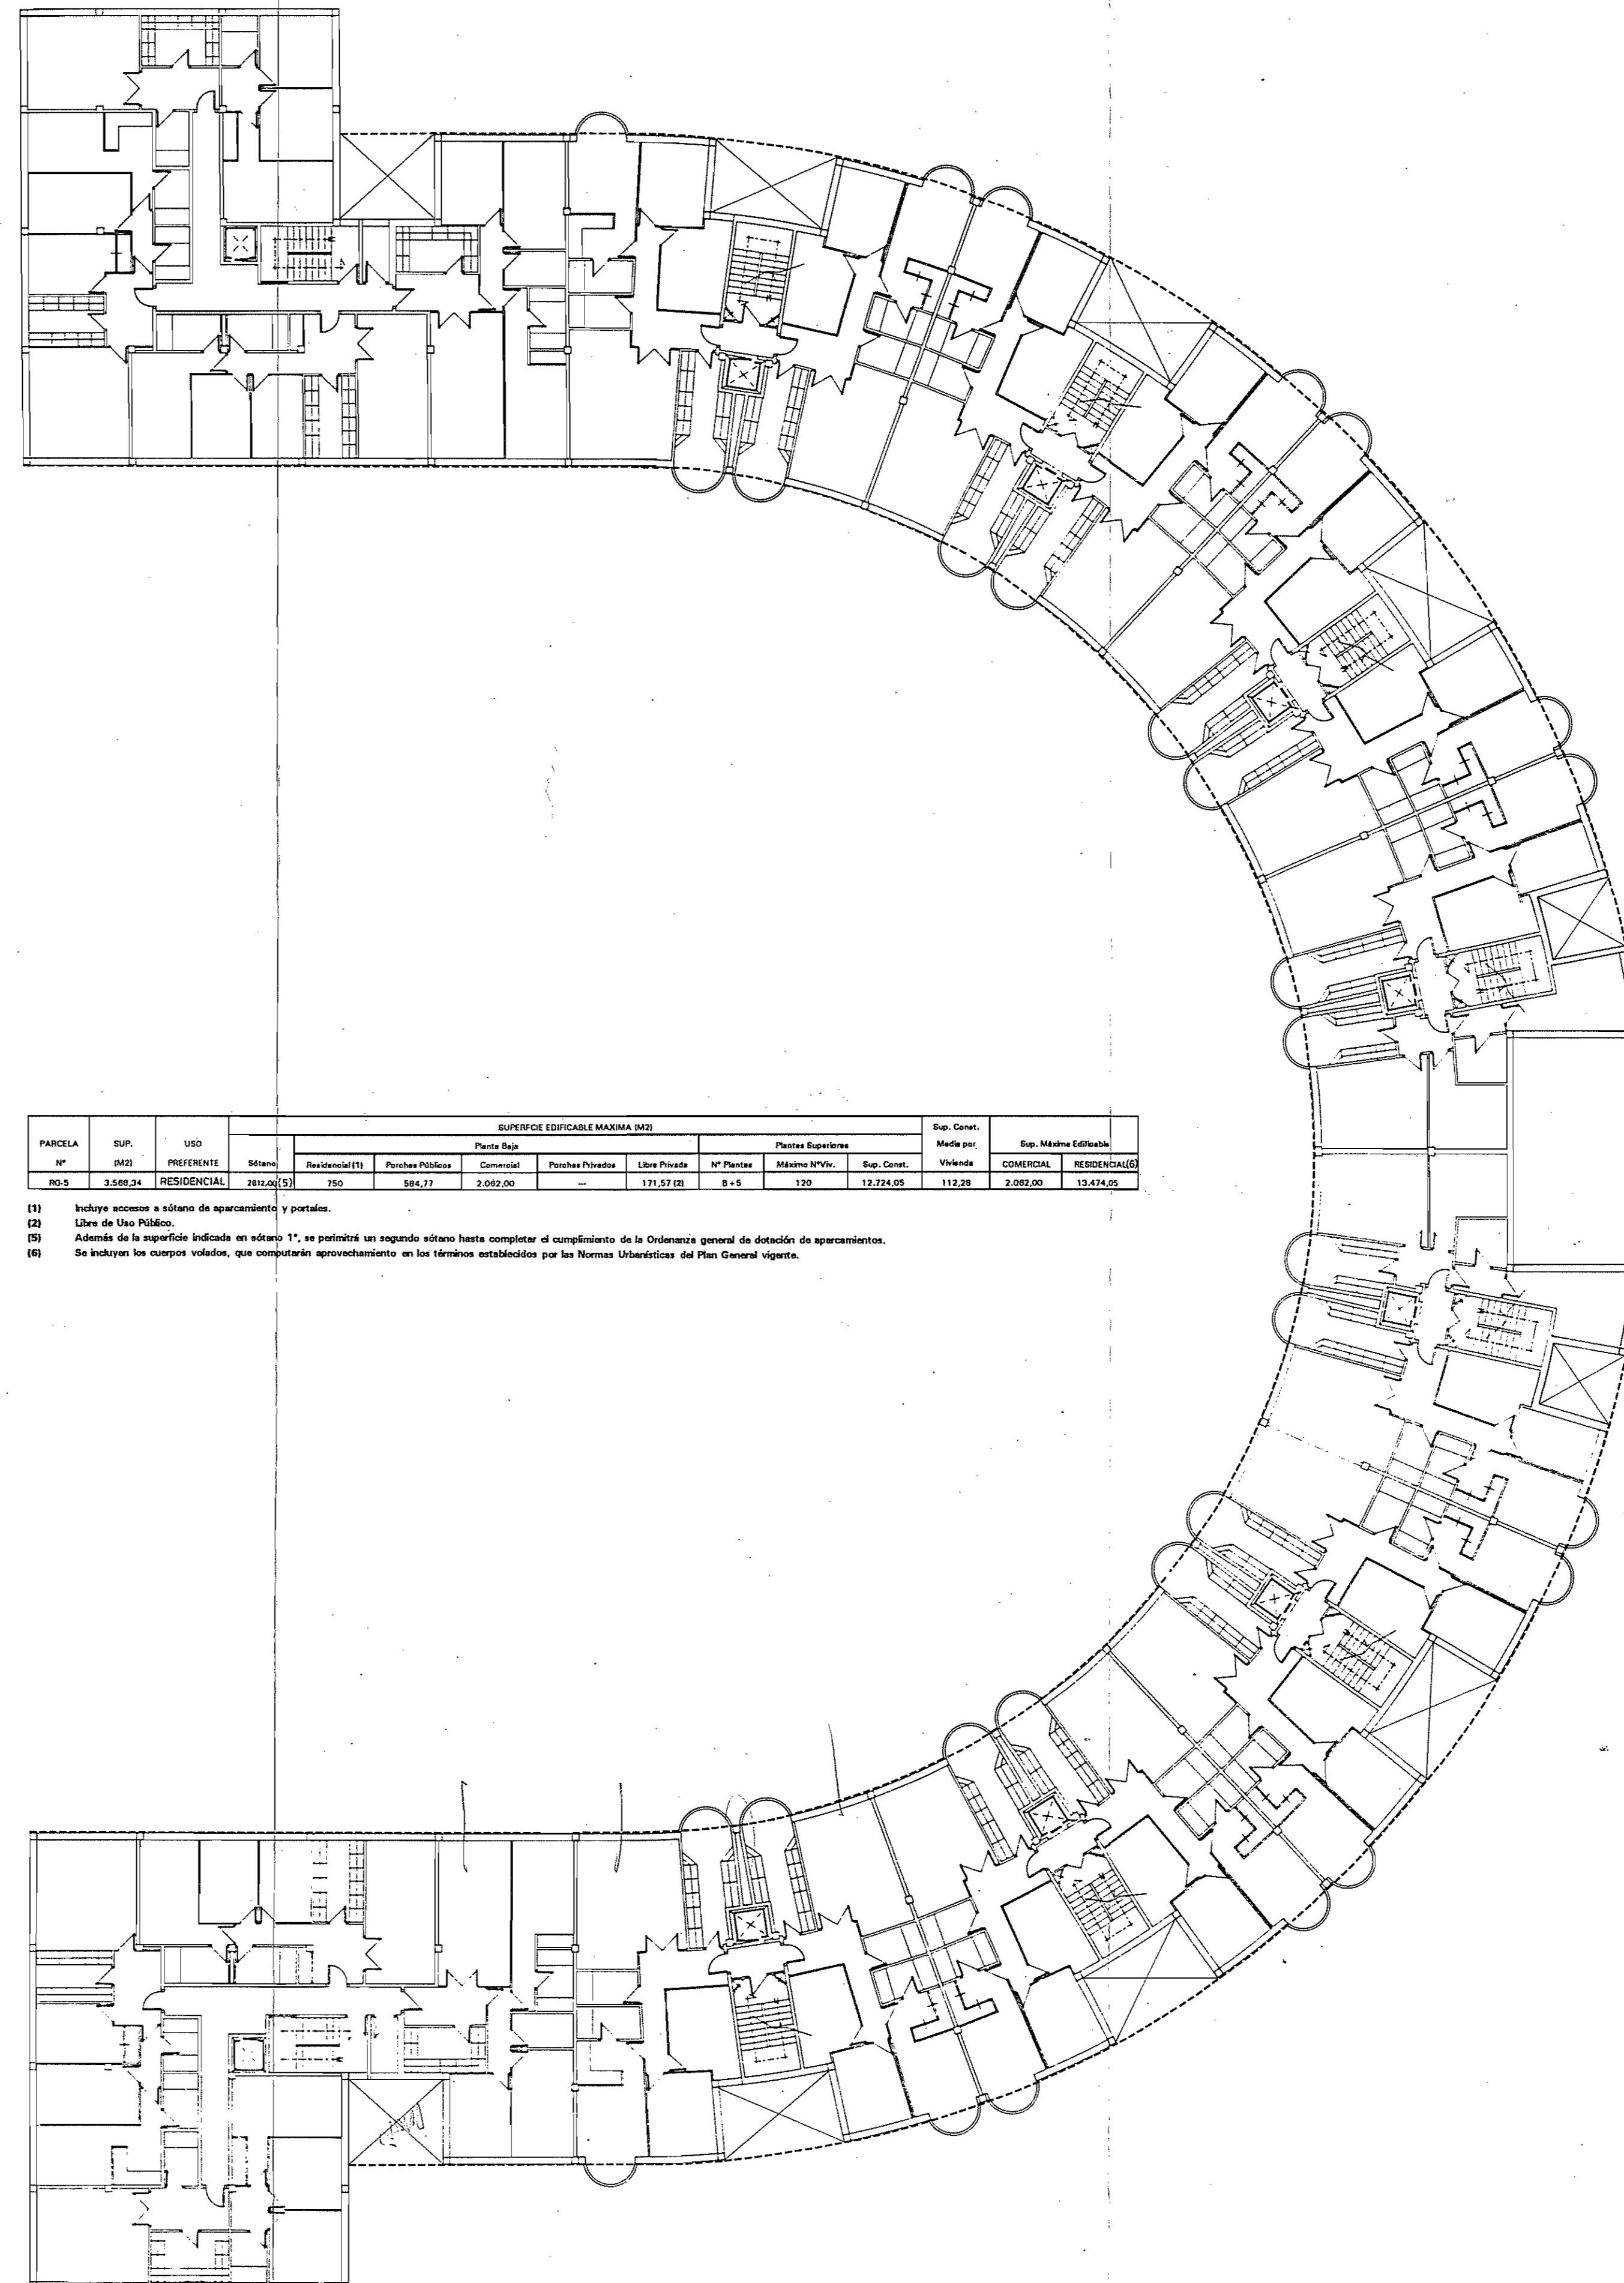 SUPERFCIE EDIFICABLE MAXIMA (M2)
PARCELA Nº SUP. (M2) USO PREFERENTE Sótano Planta Baja Plantas Superiores Sup. Const. Media por Vivienda Sup. Máxima Edificable
Residencial (1) Porches Públicos Comercial Porches Privados Libre Privada Nº Plantas Máximo NºViv. Sup. Const. COMERCIAL RESIDENCIAL(6)
RG-5 3.568,34 RESIDENCIAL 2812,00(5) 750 584,77 2.062,00 --- 171,57 (2) B+5 120 12.724,05 112,28 2.062,00 13.474,05
(1) Incluye accesos a sótano de aparcamiento y portales.
(2) Libre de Uso Público.
(5) Además de la superficie indicada en sótano 1º, se perimitrá un segundo sótano hasta completar el cumplimiento de la Ordenanza general de dotación de aparcamientos.
(6) Se incluyen los cuerpos volados, que computarán aprovechamiento en los términos establecidos por las Normas Urbanísticas del Plan General vigente.